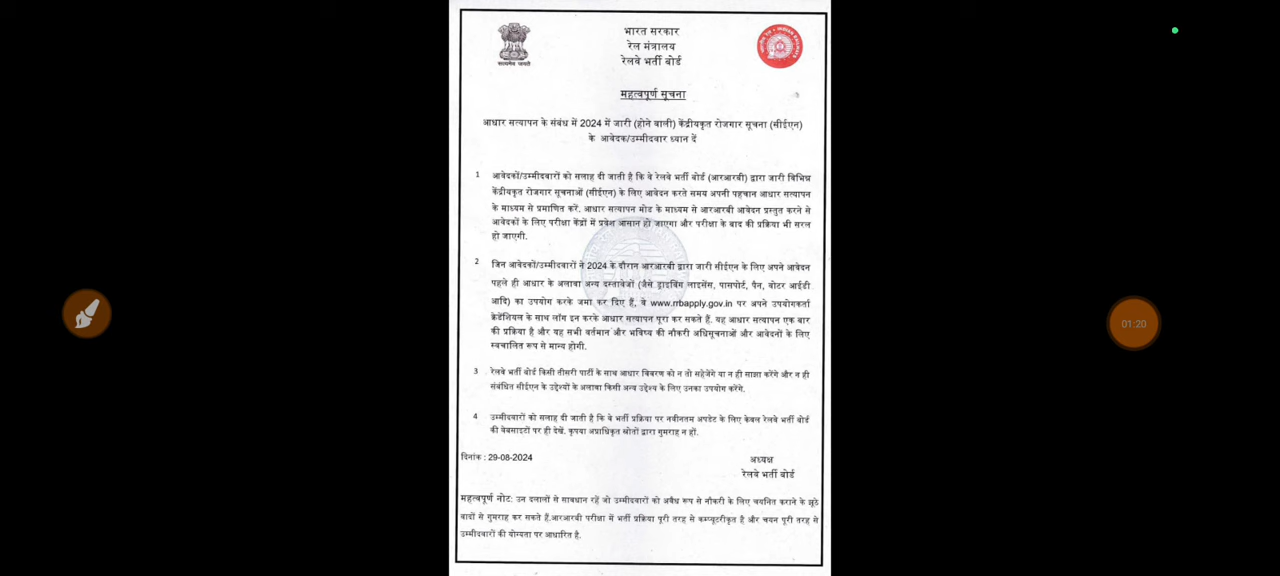 भारत सरकार
रेल मंत्रालय
रेलवे भर्ती बोर्ड
सत्यमेव जयते
महत्वपूर्ण सूचना
आधार सत्यापन के संबंध में 2024 में जारी (होने वाली) केंद्रीयकृत रोजगार सूचना (सीईएन)
के आवेदक/उम्मीदवार ध्यान दें
1 आवेदकों/उम्मीदवारों को सलाह दी जाती है कि वे रेलवे भर्ती बोर्ड (आरआरबी) द्वारा जारी विभिन्न
केंद्रीयकृत रोजगार सूचनाओं (सीईएन) के लिए आवेदन करते समय अपनी पहचान आधार सत्यापन
के माध्यम से प्रमाणित करें. आधार सत्यापन मोड के माध्यम से आरआरबी आवेदन प्रस्तुत करने से
आवेदकों के लिए परीक्षा केंद्रों में प्रवेश आसान हो जाएगा और परीक्षा के बाद की प्रक्रिया भी सरल
हो जाएगी.
2 जिन आवेदकों/उम्मीदवारों ने 2024 के दौरान आरआरबी द्वारा जारी सीईएन के लिए अपने आवेदन
पहले ही आधार के अलावा अन्य दस्तावेजों (जैसे ड्राइविंग लाइसेंस, पासपोर्ट, पैन, वोटर आईडी
आदि) का उपयोग करके जमा कर दिए हैं, वे www.rrbapply.gov.in पर अपने उपयोगकर्ता
क्रेडेंशियल के साथ लॉग इन करके आधार सत्यापन पूरा कर सकते हैं. यह आधार सत्यापन एक बार
की प्रक्रिया है और यह सभी वर्तमान और भविष्य की नौकरी अधिसूचनाओं और आवेदनों के लिए
स्वचालित रूप से मान्य होगी.
3 रेलवे भर्ती बोर्ड किसी तीसरी पार्टी के साथ आधार विवरण को न तो सहेजेंगे या न ही साझा करेंगे और न ही
संबंधित सीईएन के उद्देश्यों के अलावा किसी अन्य उद्देश्य के लिए उनका उपयोग करेंगे.
4 उम्मीदवारों को सलाह दी जाती है कि वे भर्ती प्रक्रिया पर नवीनतम अपडेट के लिए केवल रेलवे भर्ती बोर्ड
की वेबसाइटों पर ही देखें. कृपया अप्राधिकृत स्रोतों द्वारा गुमराह न हों.
दिनांक : 29-08-2024
अध्यक्ष
रेलवे भर्ती बोर्ड
महत्वपूर्ण नोट: उन दलालों से सावधान रहें जो उम्मीदवारों को अवैध रूप से नौकरी के लिए चयनित कराने के झूठे
वादों से गुमराह कर सकते हैं.आरआरबी परीक्षा में भर्ती प्रक्रिया पूरी तरह से कम्प्यूटरीकृत है और चयन पूरी तरह से
उम्मीदवारों की योग्यता पर आधारित है.
01:20